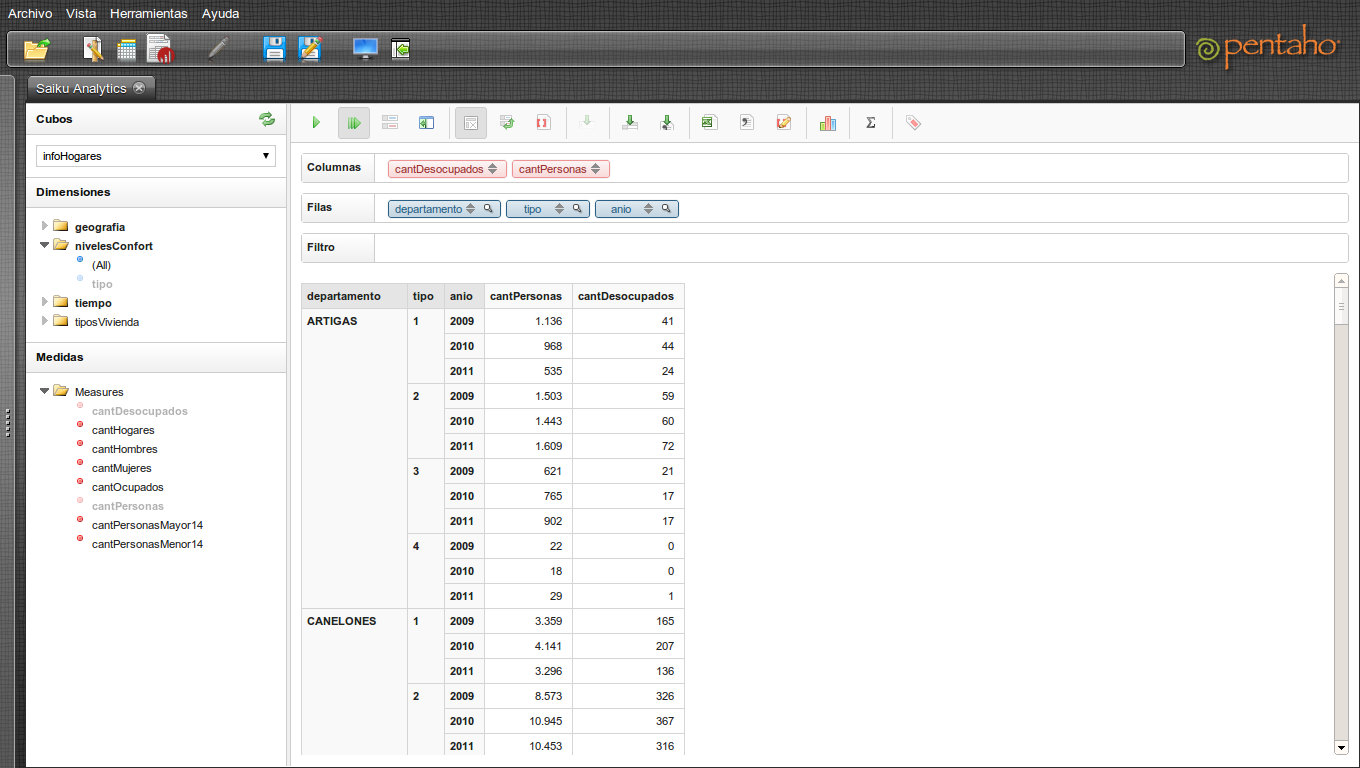 Archivo Vista Herramientas Ayuda
pentaho
Saiku Analytics
Cubos
infoHogares
Dimensiones
geografia
nivelesConfort
(All)
tipo
tiempo
tiposVivienda
Medidas
Measures
cantDesocupados
cantHogares
cantHombres
cantMujeres
cantOcupados
cantPersonas
cantPersonasMayor14
cantPersonasMenor14
Columnas cantDesocupados cantPersonas
Filas departamento tipo anio
Filtro
departamento tipo anio cantPersonas cantDesocupados
ARTIGAS 1 2009 1.136 41
2010 968 44
2011 535 24
2 2009 1.503 59
2010 1.443 60
2011 1.609 72
3 2009 621 21
2010 765 17
2011 902 17
4 2009 22 0
2010 18 0
2011 29 1
CANELONES 1 2009 3.359 165
2010 4.141 207
2011 3.296 136
2 2009 8.573 326
2010 10.945 367
2011 10.453 316